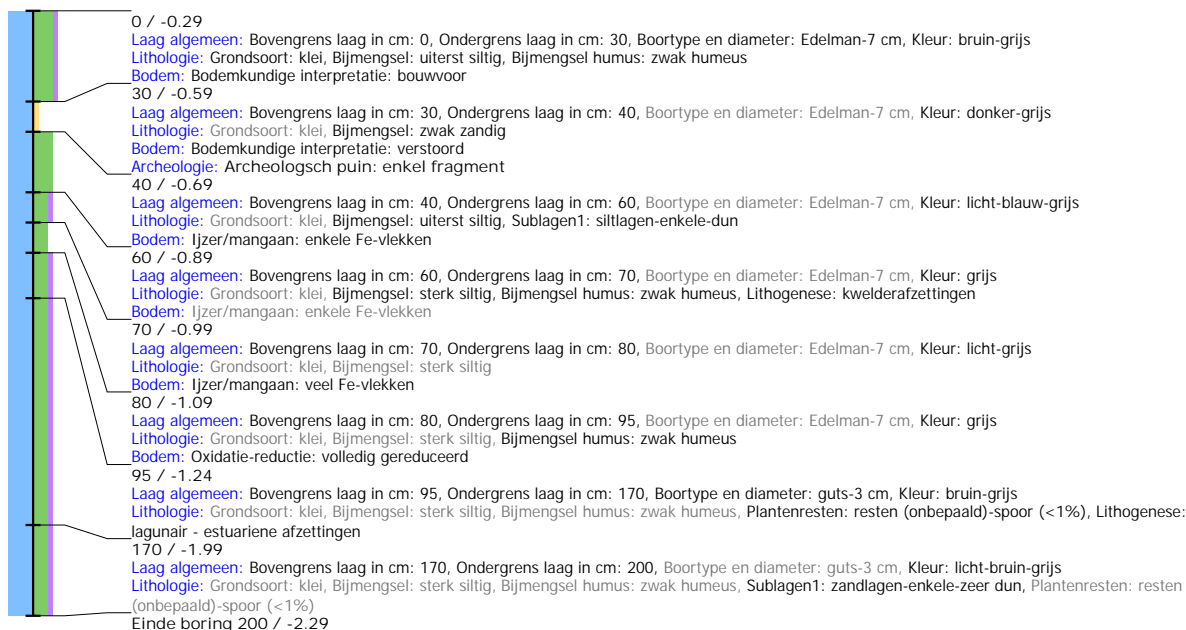 0 / -0.29
Laag algemeen: Bovengrens laag in cm: 0, Ondergrens laag in cm: 30, Boortype en diameter: Edelman-7 cm, Kleur: bruin-grijs
Lithologie: Grondsoort: klei, Bijmengsel: uiterst siltig, Bijmengsel humus: zwak humeus
Bodem: Bodemkundige interpretatie: bouwvoor
30 / -0.59
Laag algemeen: Bovengrens laag in cm: 30, Ondergrens laag in cm: 40, Boortype en diameter: Edelman-7 cm, Kleur: donker-grijs
Lithologie: Grondsoort: klei, Bijmengsel: zwak zandig
Bodem: Bodemkundige interpretatie: verstoord
Archeologie: Archeologsch puin: enkel fragment
40 / -0.69
Laag algemeen: Bovengrens laag in cm: 40, Ondergrens laag in cm: 60, Boortype en diameter: Edelman-7 cm, Kleur: licht-blauw-grijs
Lithologie: Grondsoort: klei, Bijmengsel: uiterst siltig, Sublagen1: siltlagen-enkele-dun
Bodem: Ijzer/mangaan: enkele Fe-vlekken
60 / -0.89
Laag algemeen: Bovengrens laag in cm: 60, Ondergrens laag in cm: 70, Boortype en diameter: Edelman-7 cm, Kleur: grijs
Lithologie: Grondsoort: klei, Bijmengsel: sterk siltig, Bijmengsel humus: zwak humeus, Lithogenese: kwelderafzettingen
Bodem: Ijzer/mangaan: enkele Fe-vlekken
70 / -0.99
Laag algemeen: Bovengrens laag in cm: 70, Ondergrens laag in cm: 80, Boortype en diameter: Edelman-7 cm, Kleur: licht-grijs
Lithologie: Grondsoort: klei, Bijmengsel: sterk siltig
Bodem: Ijzer/mangaan: veel Fe-vlekken
80 / -1.09
Laag algemeen: Bovengrens laag in cm: 80, Ondergrens laag in cm: 95, Boortype en diameter: Edelman-7 cm, Kleur: grijs
Lithologie: Grondsoort: klei, Bijmengsel: sterk siltig, Bijmengsel humus: zwak humeus
Bodem: Oxidatie-reductie: volledig gereduceerd
95 / -1.24
Laag algemeen: Bovengrens laag in cm: 95, Ondergrens laag in cm: 170, Boortype en diameter: guts-3 cm, Kleur: bruin-grijs
Lithologie: Grondsoort: klei, Bijmengsel: sterk siltig, Bijmengsel humus: zwak humeus, Plantenresten: resten (onbepaald)-spoor (<1%), Lithogenese:
lagunair - estuariene afzettingen
170 / -1.99
Laag algemeen: Bovengrens laag in cm: 170, Ondergrens laag in cm: 200, Boortype en diameter: guts-3 cm, Kleur: licht-bruin-grijs
Lithologie: Grondsoort: klei, Bijmengsel: sterk siltig, Bijmengsel humus: zwak humeus, Sublagen1: zandlagen-enkele-zeer dun, Plantenresten: resten
(onbepaald)-spoor (<1%)
Einde boring 200 / -2.29